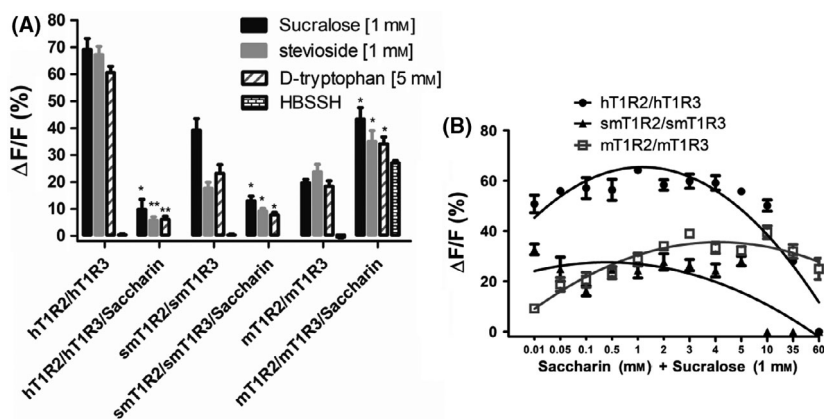 (A)
Sucralose [1 mM]
stevioside [1 mM]
D-tryptophan [5 mM]
HBSSH
ΔF/F (%)
80
70
60
50
40
30
20
10
0
*
**
**
*
*
*
*
*
*
hT1R2/hT1R3
hT1R2/hT1R3/Saccharin
smT1R2/smT1R3
smT1R2/smT1R3/Saccharin
mT1R2/mT1R3
mT1R2/mT1R3/Saccharin
(B)
hT1R2/hT1R3
smT1R2/smT1R3
mT1R2/mT1R3
ΔF/F (%)
80
60
40
20
0
0.01 0.05 0.1 0.5 1 2 3 4 5 10 35 60
Saccharin (mM) + Sucralose (1 mM)